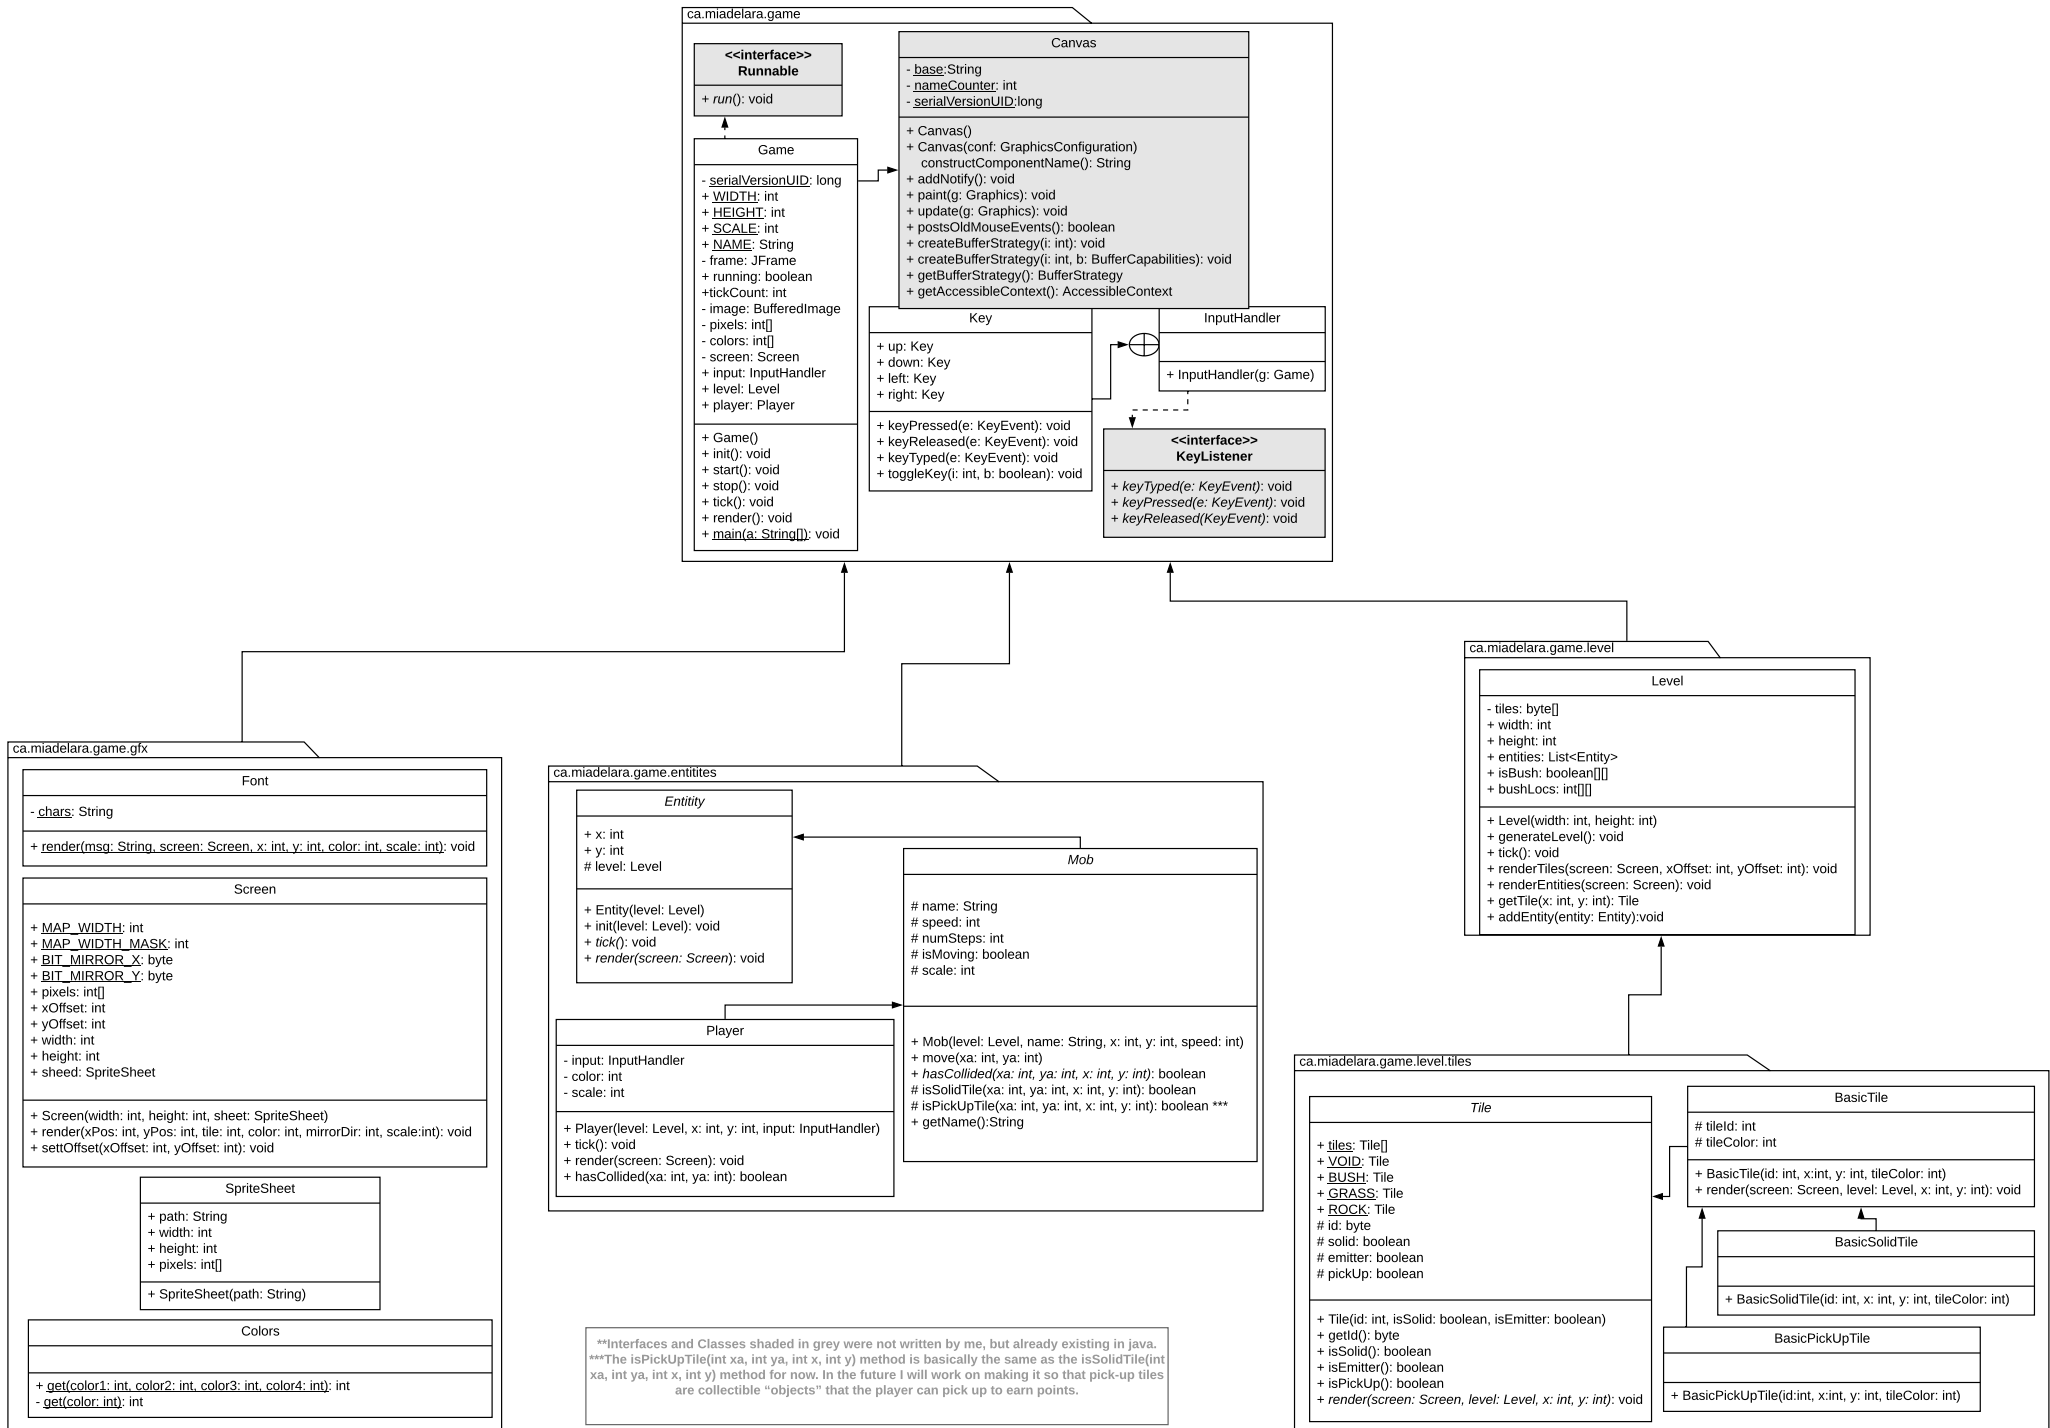 ca.miadelara.game
<<interface>>
Runnable
+ run(): void
Canvas
- base:String
- nameCounter: int
- serialVersionUID:long
+ Canvas()
+ Canvas(conf: GraphicsConfiguration)
constructComponentName(): String
+ addNotify(): void
+ paint(g: Graphics): void
+ update(g: Graphics): void
+ postsOldMouseEvents(): boolean
+ createBufferStrategy(i: int): void
+ createBufferStrategy(i: int, b: BufferCapabilities): void
+ getBufferStrategy(): BufferStrategy
+ getAccessibleContext(): AccessibleContext
Game
- serialVersionUID: long
+ WIDTH: int
+ HEIGHT: int
+ SCALE: int
+ NAME: String
- frame: JFrame
+ running: boolean
+tickCount: int
- image: BufferedImage
- pixels: int[]
- colors: int[]
- screen: Screen
+ input: InputHandler
+ level: Level
+ player: Player
+ Game()
+ init(): void
+ start(): void
+ stop(): void
+ tick(): void
+ render(): void
+ main(a: String[]): void
Key
+ up: Key
+ down: Key
+ left: Key
+ right: Key
+ keyPressed(e: KeyEvent): void
+ keyReleased(e: KeyEvent): void
+ keyTyped(e: KeyEvent): void
+ toggleKey(i: int, b: boolean): void
InputHandler
+ InputHandler(g: Game)
<<interface>>
KeyListener
+ keyTyped(e: KeyEvent): void
+ keyPressed(e: KeyEvent): void
+ keyReleased(KeyEvent): void
ca.miadelara.game.gfx
Font
- chars: String
+ render(msg: String, screen: Screen, x: int, y: int, color: int, scale: int): void
Screen
+ MAP_WIDTH: int
+ MAP_WIDTH_MASK: int
+ BIT_MIRROR_X: byte
+ BIT_MIRROR_Y: byte
+ pixels: int[]
+ xOffset: int
+ yOffset: int
+ width: int
+ height: int
+ sheed: SpriteSheet
+ Screen(width: int, height: int, sheet: SpriteSheet)
+ render(xPos: int, yPos: int, tile: int, color: int, mirrorDir: int, scale:int): void
+ settOffset(xOffset: int, yOffset: int): void
SpriteSheet
+ path: String
+ width: int
+ height: int
+ pixels: int[]
+ SpriteSheet(path: String)
Colors
+ get(color1: int, color2: int, color3: int, color4: int): int
- get(color: int): int
ca.miadelara.game.entitites
Entitity
+ x: int
+ y: int
# level: Level
+ Entity(level: Level)
+ init(level: Level): void
+ tick(): void
+ render(screen: Screen): void
Mob
# name: String
# speed: int
# numSteps: int
# isMoving: boolean
# scale: int
+ Mob(level: Level, name: String, x: int, y: int, speed: int)
+ move(xa: int, ya: int)
+ hasCollided(xa: int, ya: int, x: int, y: int): boolean
# isSolidTile(xa: int, ya: int, x: int, y: int): boolean
# isPickUpTile(xa: int, ya: int, x: int, y: int): boolean ***
+ getName():String
Player
- input: InputHandler
- color: int
- scale: int
+ Player(level: Level, x: int, y: int, input: InputHandler)
+ tick(): void
+ render(screen: Screen): void
+ hasCollided(xa: int, ya: int): boolean
**Interfaces and Classes shaded in grey were not written by me, but already existing in java.
***The isPickUpTile(int xa, int ya, int x, int y) method is basically the same as the isSolidTile(int
xa, int ya, int x, int y) method for now. In the future I will work on making it so that pick-up tiles
are collectible “objects” that the player can pick up to earn points.
ca.miadelara.game.level
Level
- tiles: byte[]
+ width: int
+ height: int
+ entities: List<Entity>
+ isBush: boolean[][]
+ bushLocs: int[][]
+ Level(width: int, height: int)
+ generateLevel(): void
+ tick(): void
+ renderTiles(screen: Screen, xOffset: int, yOffset: int): void
+ renderEntities(screen: Screen): void
+ getTile(x: int, y: int): Tile
+ addEntity(entity: Entity):void
ca.miadelara.game.level.tiles
Tile
+ tiles: Tile[]
+ VOID: Tile
+ BUSH: Tile
+ GRASS: Tile
+ ROCK: Tile
# id: byte
# solid: boolean
# emitter: boolean
# pickUp: boolean
+ Tile(id: int, isSolid: boolean, isEmitter: boolean)
+ getId(): byte
+ isSolid(): boolean
+ isEmitter(): boolean
+ isPickUp(): boolean
+ render(screen: Screen, level: Level, x: int, y: int): void
BasicTile
# tileId: int
# tileColor: int
+ BasicTile(id: int, x:int, y: int, tileColor: int)
+ render(screen: Screen, level: Level, x: int, y: int): void
BasicSolidTile
+ BasicSolidTile(id: int, x: int, y: int, tileColor: int)
BasicPickUpTile
+ BasicPickUpTile(id:int, x:int, y: int, tileColor: int)